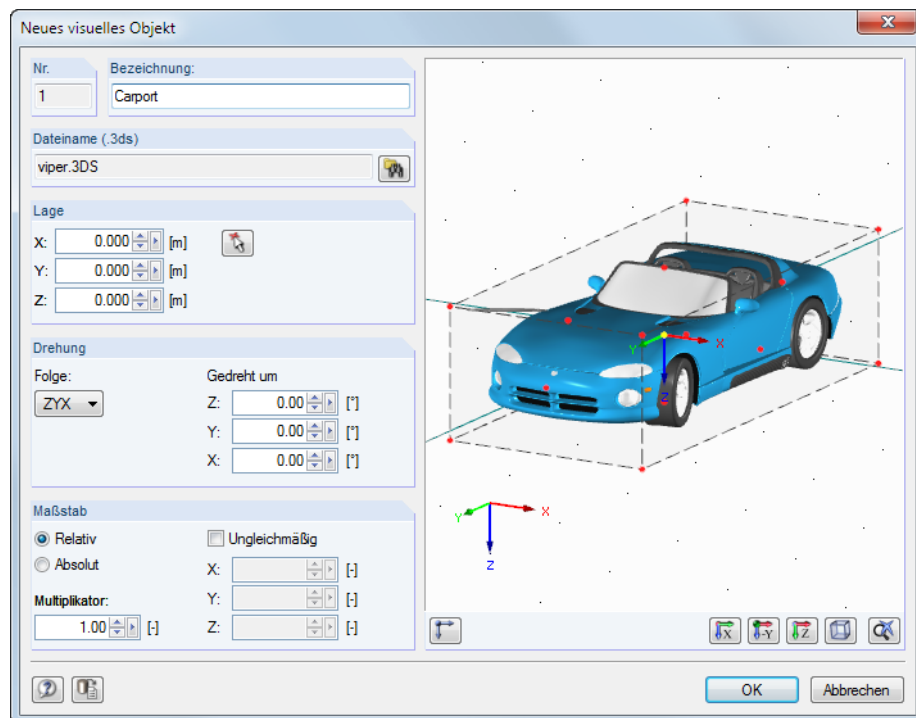 Neues visuelles Objekt
Nr.
Bezeichnung:
1
Carport
Dateiname (.3ds)
viper.3DS
Lage
X: 0.000 [m]
Y: 0.000 [m]
Z: 0.000 [m]
Drehung
Folge:
Gedreht um
ZYX
Z: 0.00 [°]
Y: 0.00 [°]
X: 0.00 [°]
Maßstab
Relativ
Ungleichmäßig
Absolut
X: [-]
Multiplikator:
Y: [-]
1.00 [-]
Z: [-]
Y
X
Z
Y
X
Z
X
-Y
Z
OK
Abbrechen